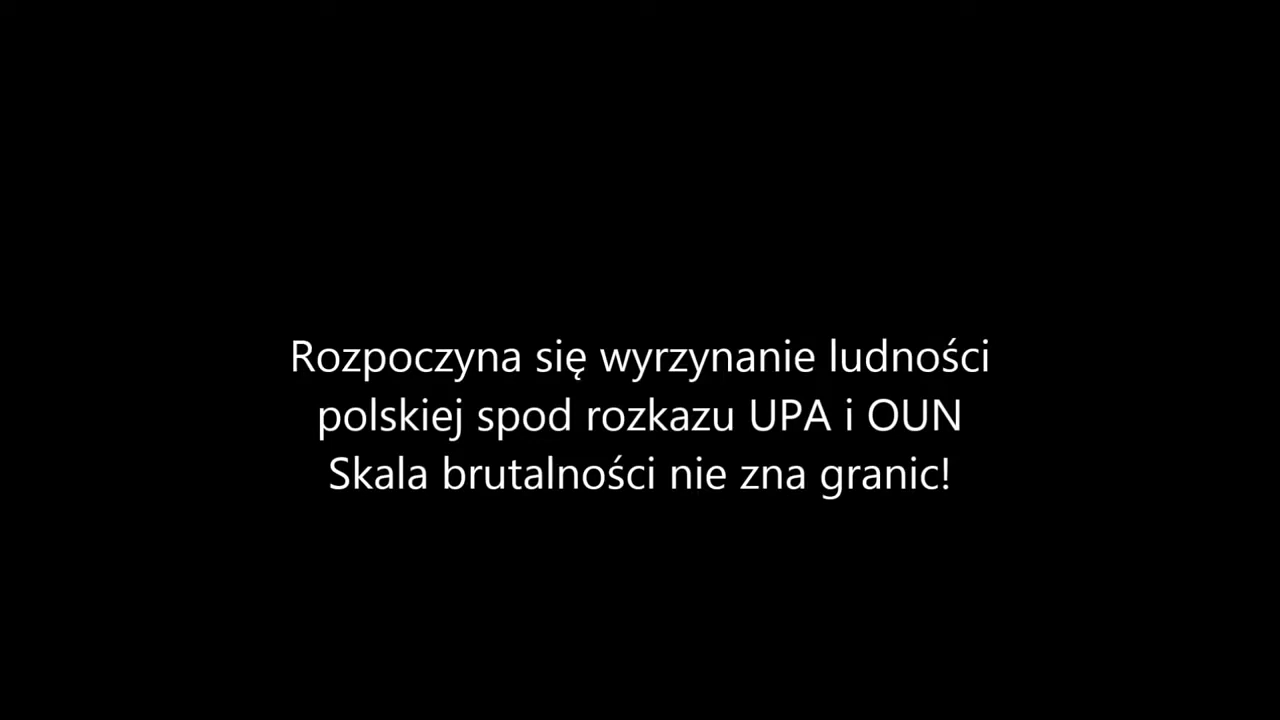 Rozpoczyna się wyrzynanie ludności
polskiej spod rozkazu UPA i OUN
Skala brutalności nie zna granic!